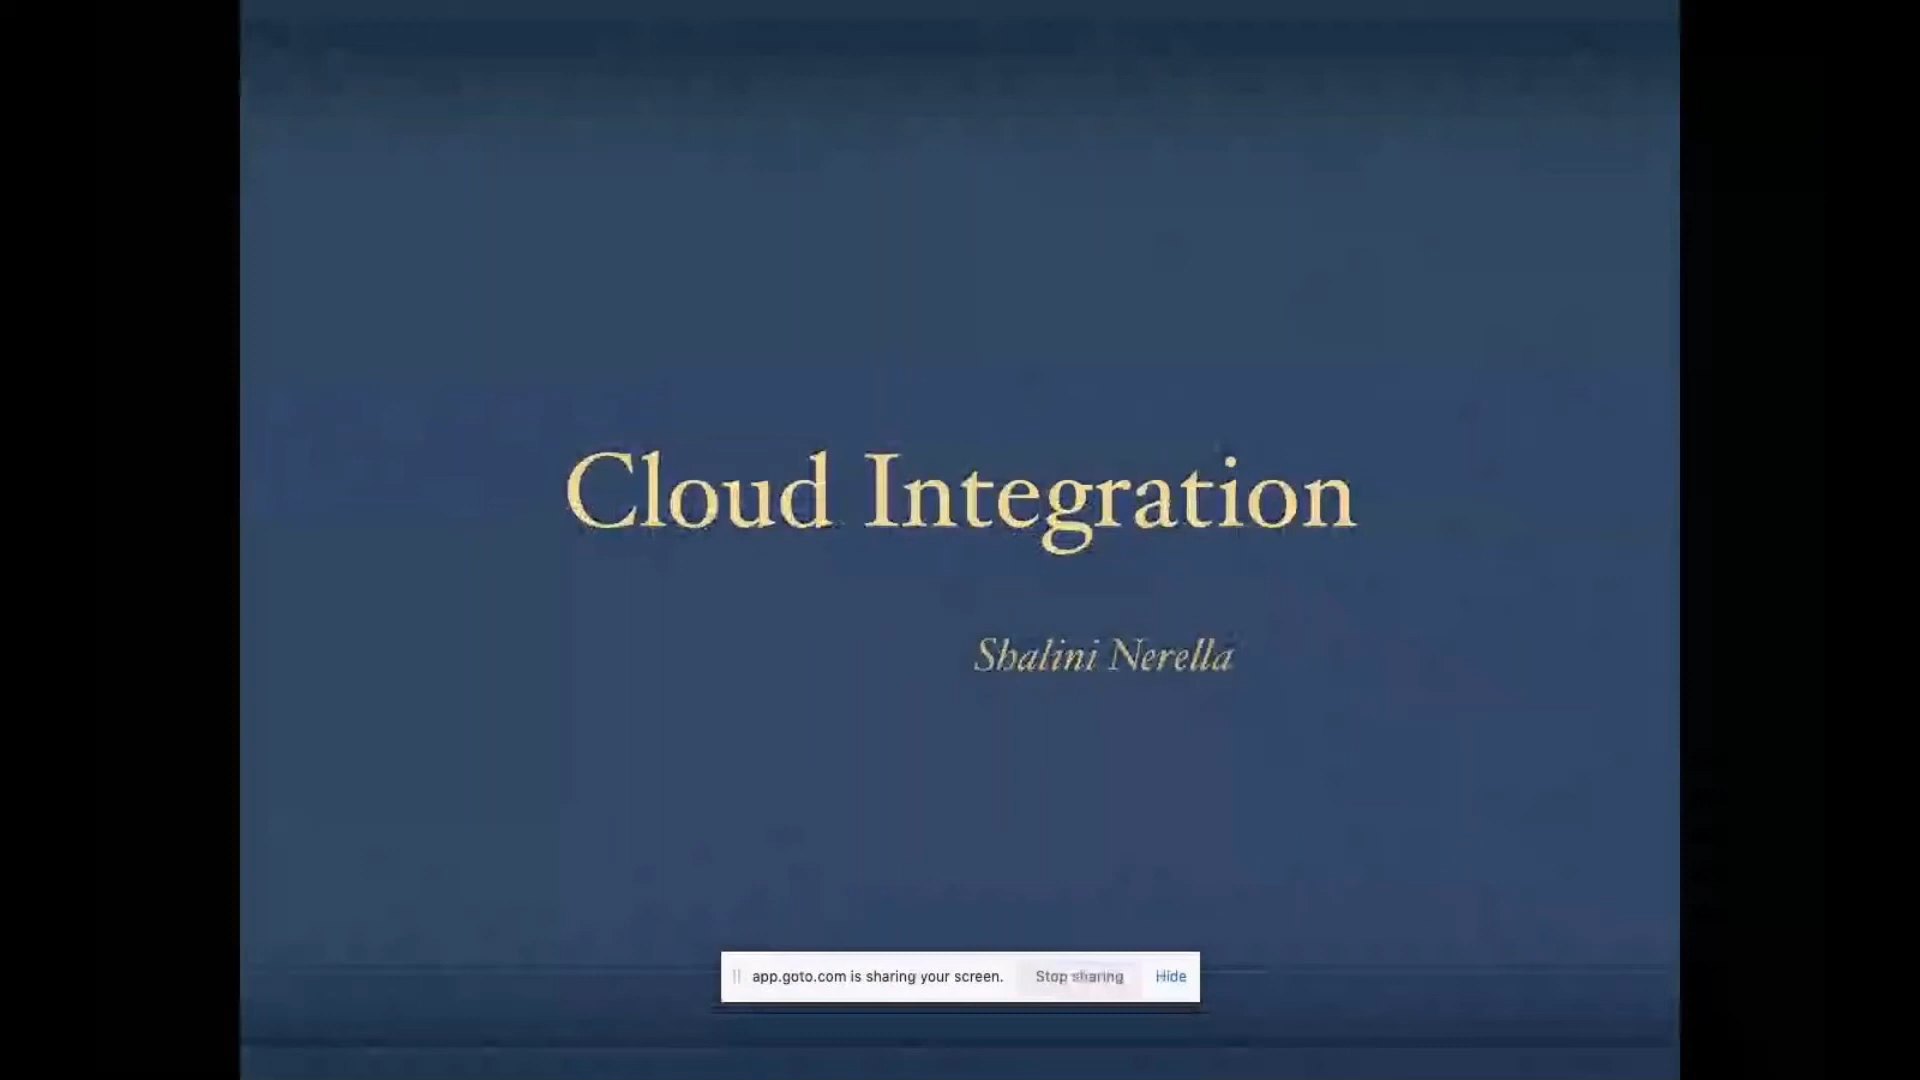 Cloud Integration
Shalini Nerella
app.goto.com is sharing your screen. Stop sharing Hide